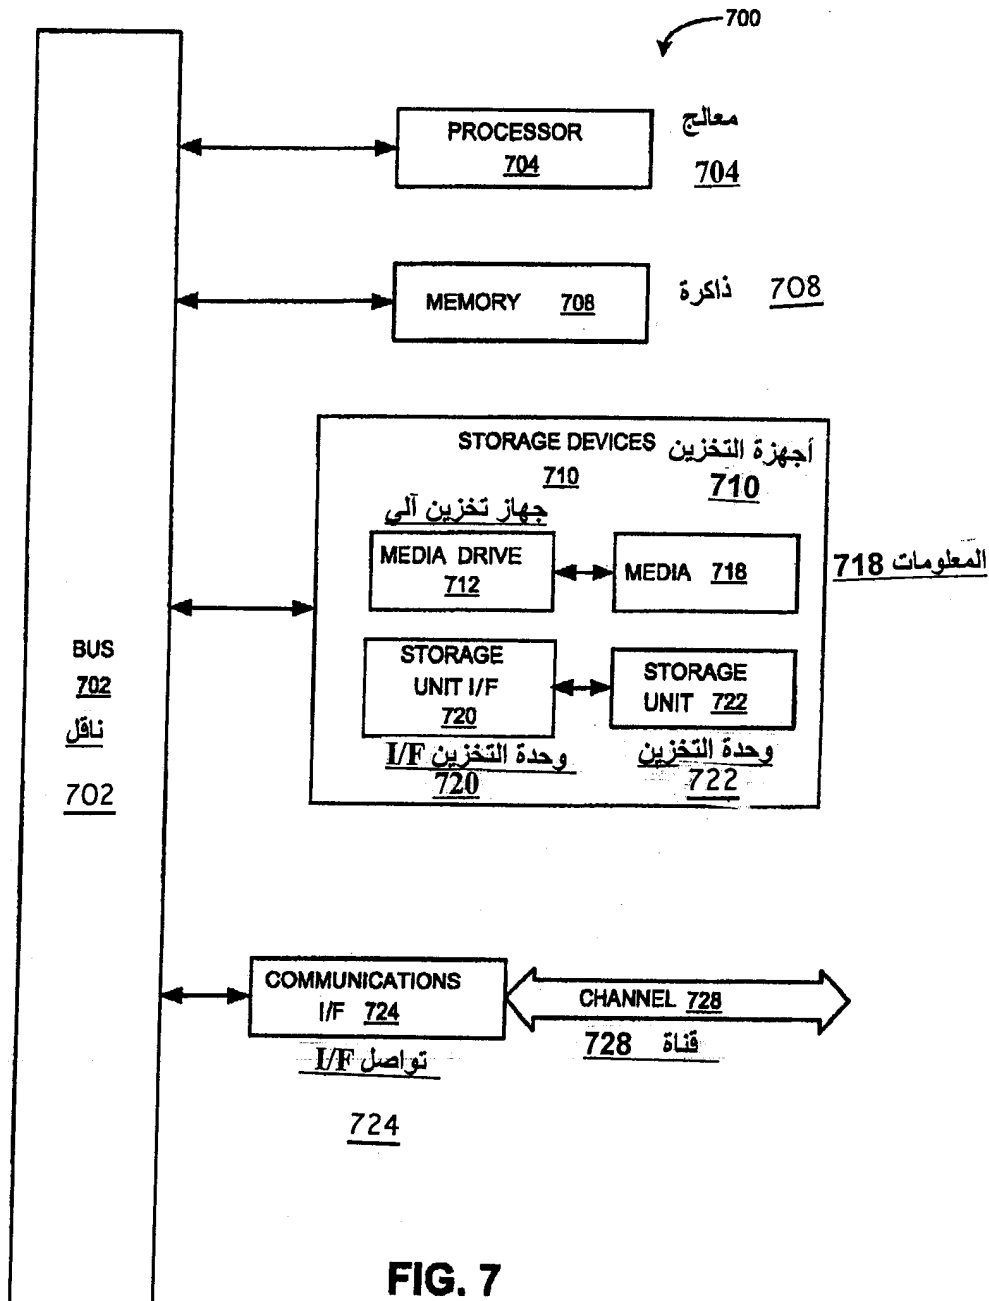 700
PROCESSOR
704
معالج
704
MEMORY 708
ذاكرة 708
STORAGE DEVICES
710
أجهزة التخزين
710
جهاز تخزين آلي
MEDIA DRIVE
712
MEDIA 718
المعلومات 718
STORAGE
UNIT I/F
720
وحدة التخزين I/F
720
STORAGE
UNIT 722
وحدة التخزين
722
BUS
702
ناقل
702
COMMUNICATIONS
I/F 724
تواصل I/F
724
CHANNEL 728
قناة 728
FIG. 7